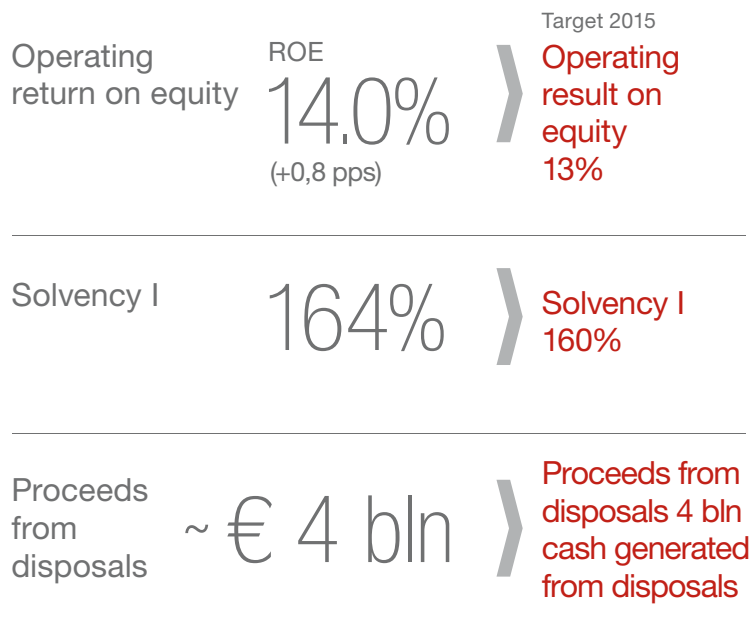 Operating
return on equity
ROE
14.0%
(+0,8 pps)
Target 2015
Operating
result on
equity
13%
Solvency I
164%
Solvency I
160%
Proceeds
from
disposals
~ € 4 bln
Proceeds from
disposals 4 bln
cash generated
from disposals